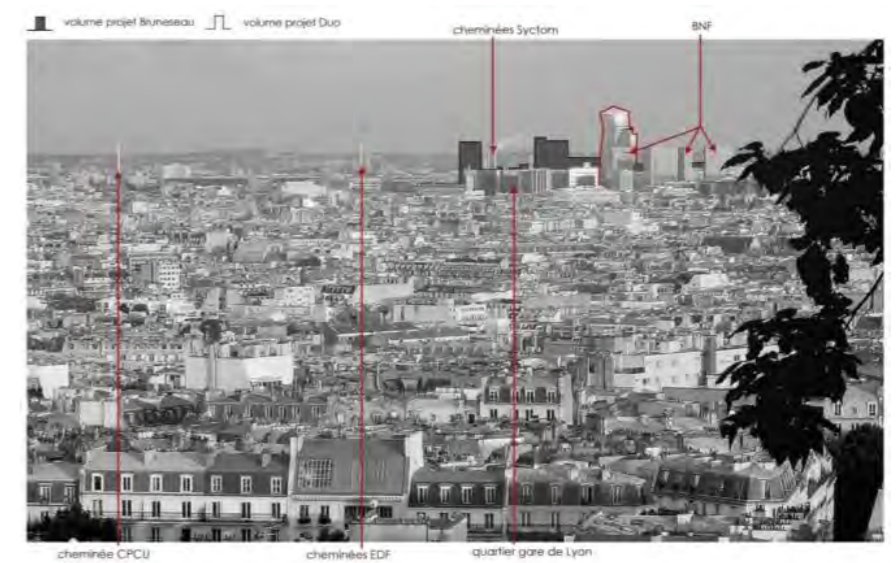 volume projet Bruneseau
volume projet Duo
cheminées Syctom
BNF
cheminée CPCU
cheminées EDF
quartier gare de Lyon